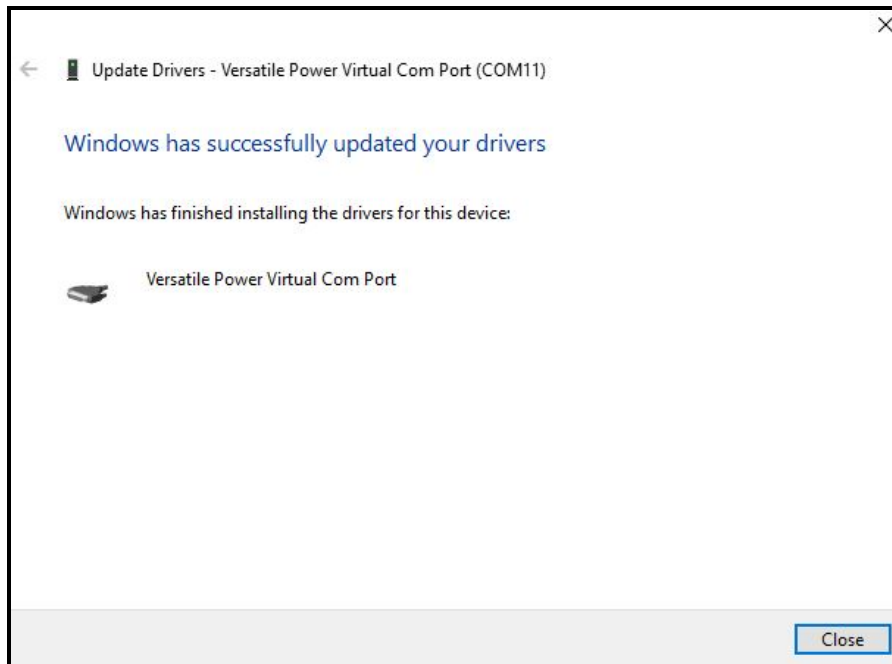 Update Drivers - Versatile Power Virtual Com Port (COM11)
Windows has successfully updated your drivers
Windows has finished installing the drivers for this device:
Versatile Power Virtual Com Port
Close